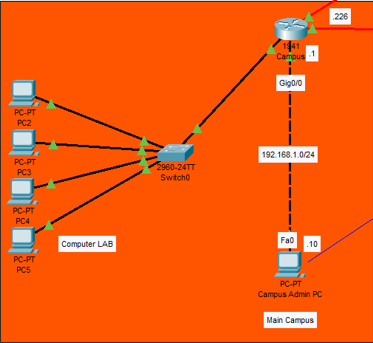 .226
1941
Campus
.1
Gig0/0
PC-PT
PC2
PC-PT
PC3
2960-24TT
Switch0
192.168.1.0/24
PC-PT
PC4
PC-PT
PC5
Computer LAB
Fa0
.10
PC-PT
Campus Admin PC
Main Campus